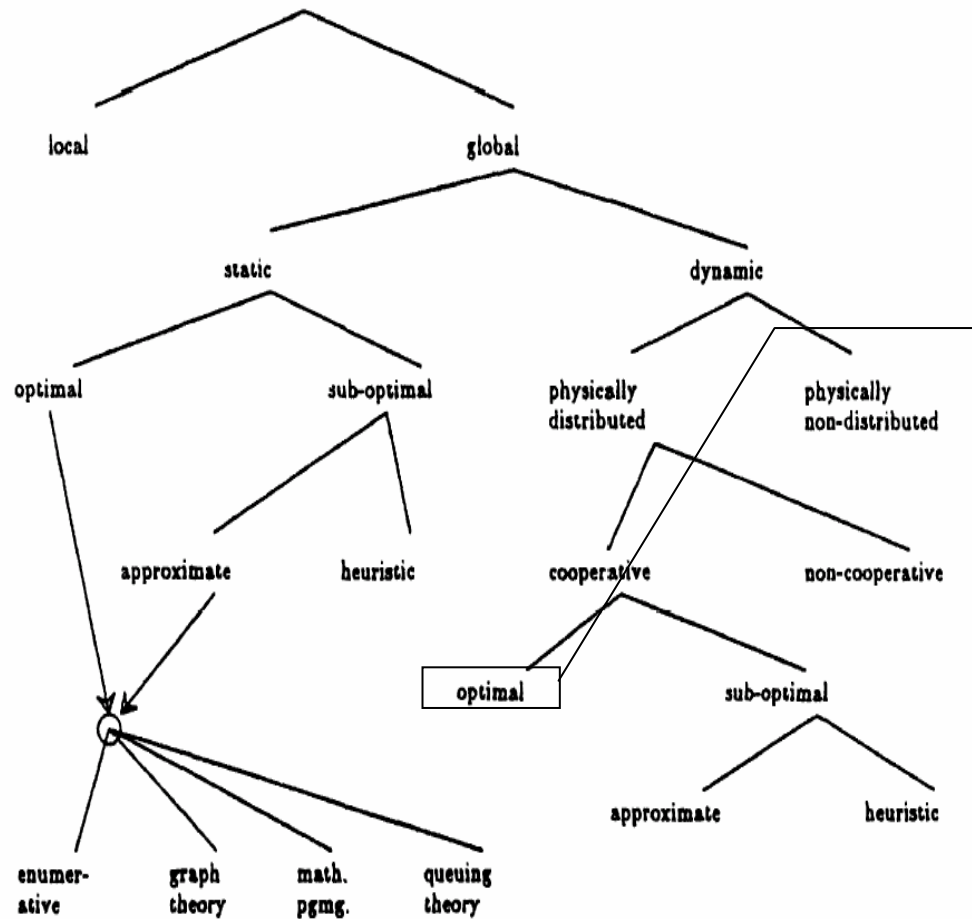 local
global
static
dynamic
optimal
sub-optimal
physically
distributed
physically
non-distributed
approximate
heuristic
cooperative
non-cooperative
optimal
sub-optimal
approximate
heuristic
enumer-
ative
graph
theory
math.
pgmg.
queuing
theory